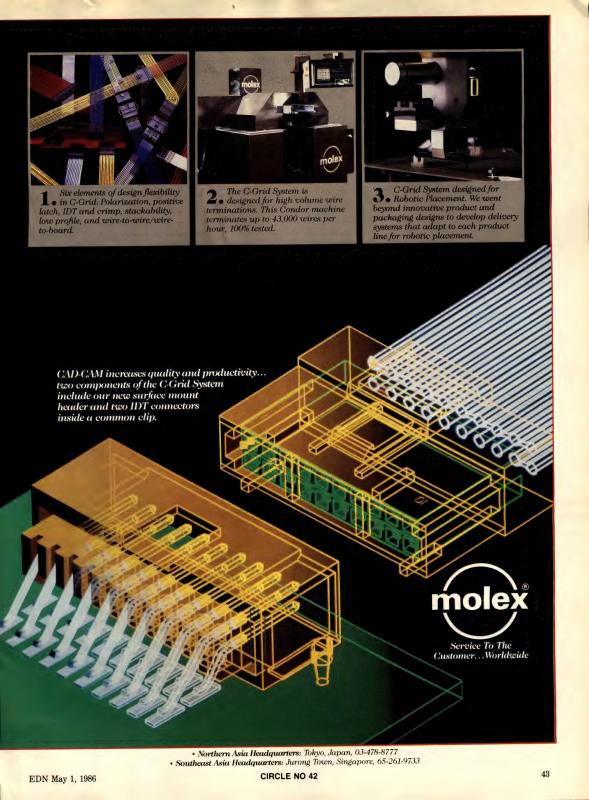 molex
molex
1. Six elements of design flexibility
in C-Grid: Polarization, positive
latch, IDT and crimp, stackability,
low profile, and wire-to-wire/wire-
to-board.
2. The C-Grid System is
designed for high volume wire
terminations. This Condor machine
terminates up to 43,000 wires per
hour, 100% tested.
3. C-Grid System designed for
Robotic Placement. We went
beyond innovative product and
packaging designs to develop delivery
systems that adapt to each product
line for robotic placement.
CAD-CAM increases quality and productivity...
two components of the C-Grid System
include our new surface mount
header and two IDT connectors
inside a common clip.
molex®
Service To The
Customer...Worldwide
• Northern Asia Headquarters: Tokyo, Japan, 03-478-8777
• Southeast Asia Headquarters: Jurong Town, Singapore, 65-261-9733
EDN May 1, 1986
CIRCLE NO 42
43